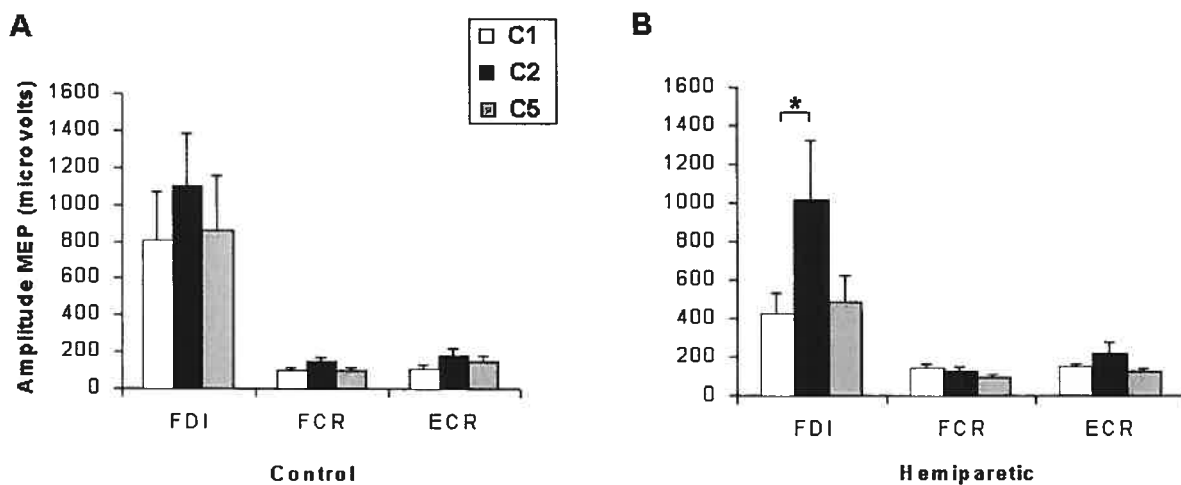 A
C1
C2
C5
Amplitude MEP (microvolts)
1600
1400
1200
1000
800
600
400
200
0
FDI
FCR
ECR
Control
B
1600
1400
1200
1000
800
600
400
200
0
*
FDI
FCR
ECR
Hemiparetic